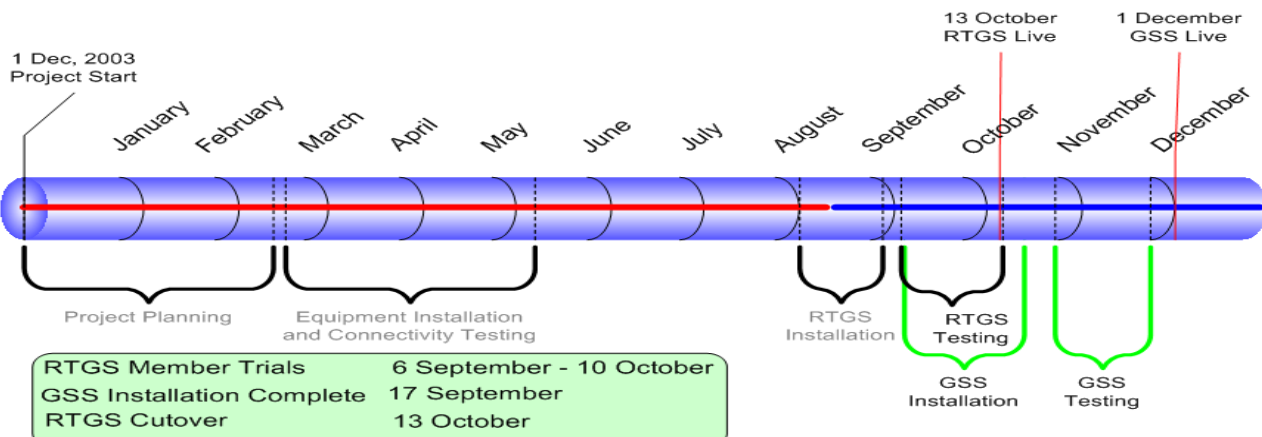 13 October
RTGS Live
1 December
GSS Live
1 Dec, 2003
Project Start
January
February
March
April
May
June
July
August
September
October
November
December
Project Planning
Equipment Installation
and Connectivity Testing
RTGS
Installation
RTGS
Testing
GSS
Installation
GSS
Testing
RTGS Member Trials 6 September - 10 October
GSS Installation Complete 17 September
RTGS Cutover 13 October